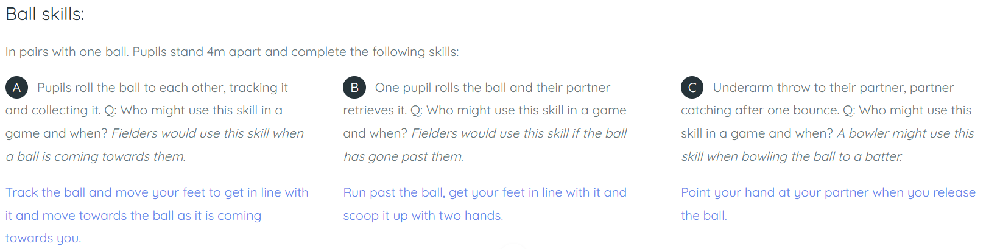 Ball skills:
In pairs with one ball. Pupils stand 4m apart and complete the following skills:
A Pupils roll the ball to each other, tracking it
and collecting it. Q: Who might use this skill in a
game and when? Fielders would use this skill when
a ball is coming towards them.
Track the ball and move your feet to get in line with
it and move towards the ball as it is coming
towards you.
B One pupil rolls the ball and their partner
retrieves it. Q: Who might use this skill in a game
and when? Fielders would use this skill if the ball
has gone past them.
Run past the ball, get your feet in line with it and
scoop it up with two hands.
C Underarm throw to their partner, partner
catching after one bounce. Q: Who might use this
skill in a game and when? A bowler might use this
skill when bowling the ball to a batter.
Point your hand at your partner when you release
the ball.